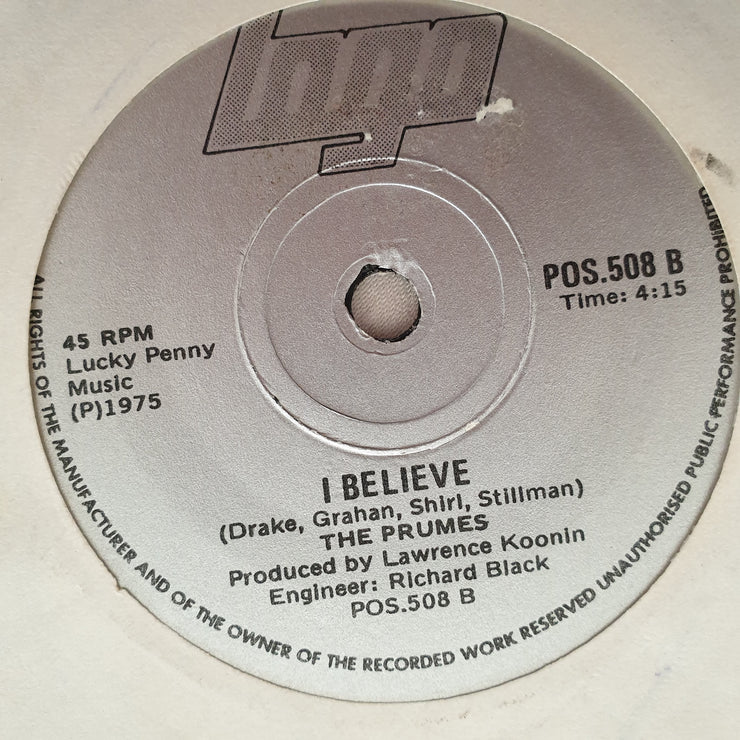 POS.508 B
Time: 4:15
45 RPM
Lucky Penny
Music
(P)1975
I BELIEVE
(Drake, Grahan, Shirl, Stillman)
THE PRUMES
Produced by Lawrence Koonin
Engineer: Richard Black
POS.508 B
ALL RIGHTS OF THE MANUFACTURER AND OF THE OWNER OF THE RECORDED WORK RESERVED UNAUTHORISED PUBLIC PERFORMANCE PROHIBITED